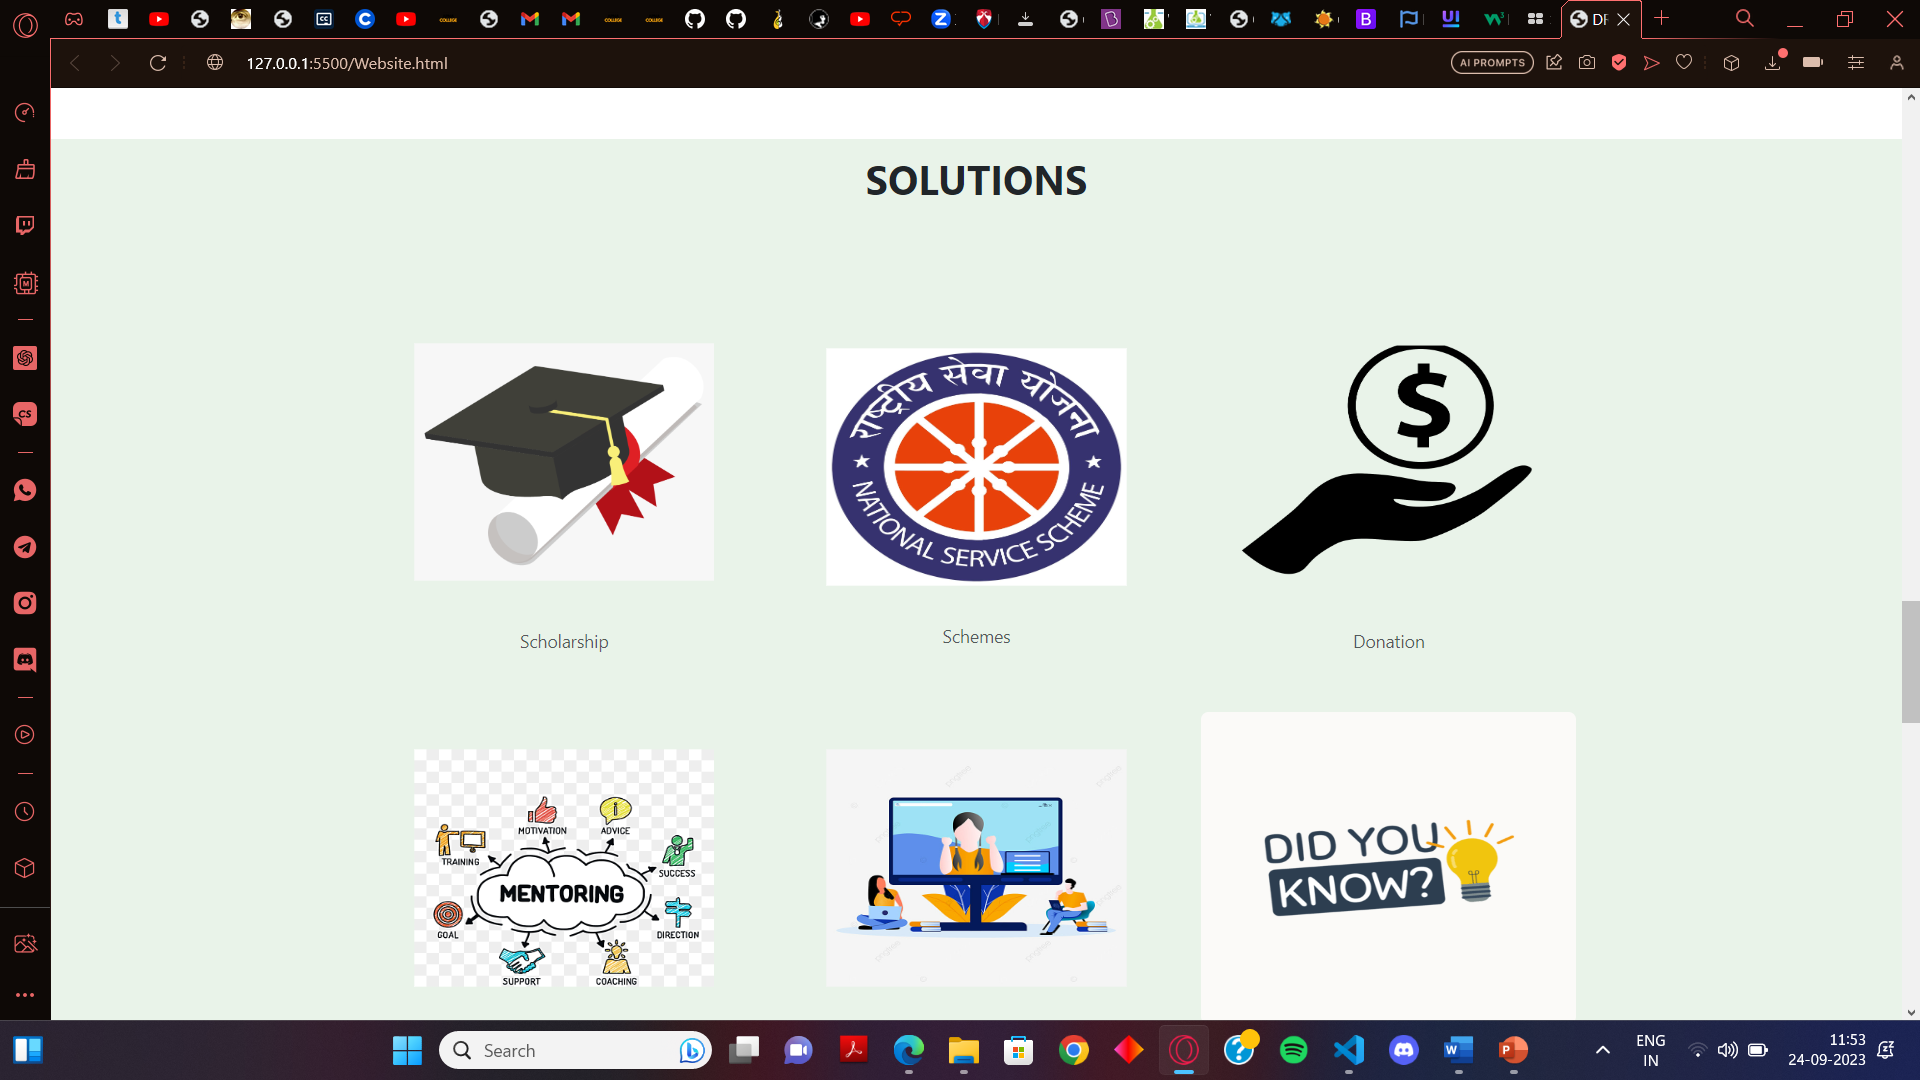 DF
127.0.0.1:5500/Website.html
AI PROMPTS
SOLUTIONS
राष्ट्रीय सेवा योजना
NATIONAL SERVICE SCHEME
$
Scholarship
Schemes
Donation
MOTIVATION
ADVICE
TRAINING
SUCCESS
MENTORING
GOAL
DIRECTION
SUPPORT
COACHING
DID YOU
KNOW?
Search
ENG
IN
11:53
24-09-2023